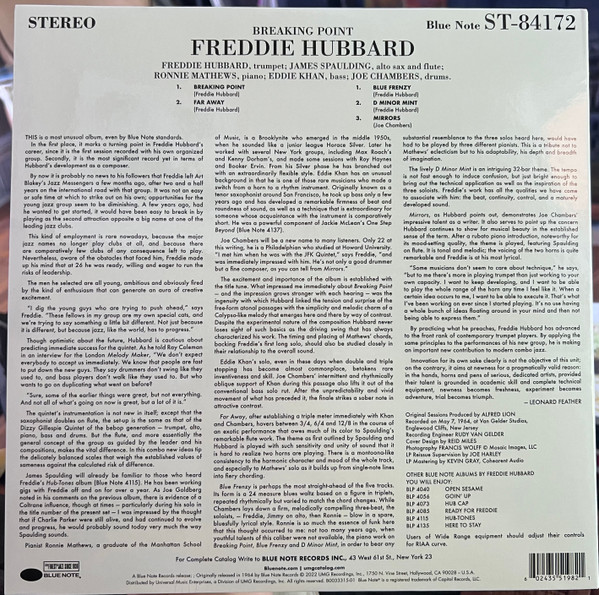 STEREO
BREAKING POINT
Blue Note ST-84172
FREDDIE HUBBARD
FREDDIE HUBBARD, trumpet; JAMES SPAULDING, alto sax and flute;
RONNIE MATHEWS, piano; EDDIE KHAN, bass; JOE CHAMBERS, drums.
1. BREAKING POINT
(Freddie Hubbard)
2. FAR AWAY
(Freddie Hubbard)
1. BLUE FRENZY
(Freddie Hubbard)
2. D MINOR MINT
(Freddie Hubbard)
3. MIRRORS
(Joe Chambers)
THIS is a most unusual album, even by Blue Note standards.
In the first place, it marks a turning point in Freddie Hubbard's
career, since it is the first session recorded with his own organized
group. Secondly, it is the most significant record yet in terms of
Hubbard's development as a composer.
By now it is probably no news to his followers that Freddie left Art
Blakey's Jazz Messengers a few months ago, after two and a half
years on the international road with that group. It was not an easy
or safe time at which to strike out on his own; opportunities for the
young jazz group seem to be diminishing. A few years ago, had
he wanted to get started, it would have been easy to break in by
playing as the second attraction opposite a big name at one of the
leading jazz clubs.
This kind of employment is rare nowadays, because the major
jazz names no longer play clubs at all, and because there
are comparatively few clubs of any consequence left to play.
Nevertheless, aware of the obstacles that faced him, Freddie made
up his mind that at 26 he was ready, willing and eager to run the
risks of leadership.
The men he selected are all young, ambitious and obviously fired
by the kind of enthusiasm that can generate an aura of creative
excitement.
"I dig the young guys who are trying to push ahead," says
Freddie. "These fellows in my group are my own special cats, and
we're trying to say something a little bit different. Not just because
it is different, but because jazz, like the world, has to progress."
Though optimistic about the future, Hubbard is cautious about
predicting immediate success for the quintet. As he told Ray Coleman
in an interview for the London Melody Maker, "We don't expect
everybody to accept us immediately. We know that people are fast
to put down the new guys. They say drummers don't swing like they
used to, and bass players don't walk like they used to. But who
wants to go on duplicating what went on before?
"Sure, some of the earlier things were great, but not everything.
And not all of what's going on now is great, but a lot of it is."
The quintet's instrumentation is not new in itself; except that the
saxophonist doubles on flute, the setup is the same as that of the
Dizzy Gillespie Quintet of the bebop generation – trumpet, alto,
piano, bass and drums. But the flute, and more essentially the
general concept of the group as guided by the leader and his
compositions, makes the vital difference. In this combo new ideas tip
the delicately balanced scales that weigh the established values of
sameness against the calculated risk of difference.
James Spaulding will already be familiar to those who heard
Freddie's Hub-Tones album (Blue Note 4115). He has been working
gigs with Freddie off and on for over a year. As Joe Goldberg
noted in his comments on the previous album, there is evidence of a
Coltrane influence, though at times – particularly during his solo in
the title number of the present set – I was impressed by the thought
that if Charlie Parker were still alive, and had continued to evolve
and progress, he would probably sound today very much the way
Spaulding sounds.
Pianist Ronnie Mathews, a graduate of the Manhattan School
of Music, is a Brooklynite who emerged in the middle 1950s,
when he sounded like a junior league Horace Silver. Later he
worked with several New York groups, including Max Roach's
and Kenny Dorham's, and made some sessions with Roy Haynes
and Booker Ervin. From his Silver phase he has branched out
with an extraordinarily flexible style. Eddie Khan has an unusual
background in that he is one of those rare musicians who made a
switch from a horn to a rhythm instrument. Originally known as a
tenor saxophonist around San Francisco, he took up bass only a few
years ago and has developed a remarkable firmness of beat and
roundness of sound, as well as a technique that is extraordinary for
someone whose acquaintance with the instrument is comparatively
short. He was a powerful component of Jackie McLean's One Step
Beyond (Blue Note 4137).
Joe Chambers will be a new name to many listeners. Only 22 at
this writing, he is a Philadelphian who studied at Howard University.
"I met him when he was with the JFK Quintet," says Freddie, "and
was immediately impressed with him. He's not only a good drummer
but a fine composer, as you can tell from Mirrors."
The excitement and importance of the album is established with
the title tune. What impressed me immediately about Breaking Point
– and the impression grows stronger with each hearing – was the
ingenuity with which Hubbard linked the tension and surprise of the
free-form atonal passages with the simplicity and melodic charm of a
Calypso-like melody that emerges here and there by way of contrast.
Despite the experimental nature of the composition Hubbard never
loses sight of such basics as the driving swing that has always
characterized his work. The timing and placing of Mathews' chords,
backing Freddie's first long solo, should be studied closely in
their relationship to the overall sound.
Eddie Khan's solo, even in these days when double and triple
stopping has become almost commonplace, betokens rare
inventiveness and skill. Joe Chambers' intermittent and rhythmically
oblique support of Khan during this passage also lifts it out of the
conventional bass solo rut. After the unpredictability and vivid
movement of what has preceded it, the finale strikes a sober note in
attractive contrast.
Far Away, after establishing a triple meter immediately with Khan
and Chambers, hovers between 3/4, 6/4 and 12/8 in the course of
an exotic performance that owes much of its color to Spaulding's
remarkable flute work. The theme as first outlined by Spaulding and
Hubbard is played with such sensitivity and unity of sound that it
is hard to realize two horns are playing. There is a montoon-like
consistency to the harmonic character and mood of the whole track,
and especially to Mathews' solo as it builds up from single-note lines
into fiery chording.
Blue Frenzy is perhaps the most straight-ahead of the five tracks.
Its form is a 24 measure blues waltz based on a figure in triplets,
repeated rhythmically but varied to match the chord changes. While
Chambers lays down a firm, melodically compelling three-beat, the
soloists, – Freddie, Jimmy on alto, then Ronnie – blow in a spare,
bluesfully lyrical style. Ronnie is so much the essence of funk here
that this thought occurred to me: not too many years ago, when
youthful talents of this caliber were not available, the piano work on
Breaking Point, Blue Frenzy and D Minor Mint, in order to bear any
substantial resemblance to the three solos heard here, would have
had to be played by three different pianists. This is a tribute not to
Mathews' eclecticism but to his adaptability, his depth and breadth
of imagination.
The lively D Minor Mint is an intriguing 32-bar theme. The tempo
is not fast enough to induce confusion, but just bright enough to
bring out the technical application as well as the inspiration of the
three soloists. Freddie's work has all the qualities we have come
to associate with him: the beat, continuity, control, and a maturely
developed sound.
Mirrors, as Hubbard points out, demonstrates Joe Chambers'
impressive talent as a writer. It also serves to point up the concern
Hubbard continues to show for musical beauty in the established
sense of the term. After a rubato piano introduction, noteworthy for
its mood-setting quality, the theme is played, featuring Spaulding
on flute. It is tonal and melodic; the voicing of the two horns is quite
remarkable and Freddie is at his most lyrical.
"Some musicians don't seem to care about technique," he says,
but to me there's more in playing trumpet than just working to your
own capacity. I want to keep developing, and I want to be able
to play the whole range of the horn any time I feel like it. When a
certain idea occurs to me, I want to be able to execute it. That's what
I've been working on ever since I started playing. It's no use having
a whole bunch of ideas floating around in your mind and then not
being able to express them."
By practicing what he preaches, Freddie Hubbard has advanced
to the front rank of contemporary trumpet players. By applying the
same principles to the performances of his new group, he is making
an important new contribution to modern combo jazz.
Innovation for its own sake clearly is not the objective of this unit;
on the contrary, it aims at newness for a pragmatically valid reason:
in the hands, horns and pens of serious, dedicated artists, provided
their talent is grounded in academic skill and complete technical
equipment, newness becomes freshness, experiment becomes
adventure, trial becomes triumph.
— LEONARD FEATHER
Original Sessions Produced by ALFRED LION
Recorded on May 7, 1964, at Van Gelder Studios,
Englewood Cliffs, New Jersey
Recording Engineer RUDY VAN GELDER
Cover Design by REID MILES
Photography FRANCIS WOLFF © Mosaic Images, LLC
LP Reissue Supervision by JOE HARLEY
LP Mastering by KEVIN GRAY, Cohearent Audio
OTHER BLUE NOTE ALBUMS BY FREDDIE HUBBARD
YOU WILL ENJOY:
BLP 4040 OPEN SESAME
BLP 4056 GOIN' UP
BLP 4073 HUB CAP
BLP 4085 READY FOR FREDDIE
BLP 4115 HUB-TONES
BLP 4135 HERE TO STAY
Users of Wide Range equipment should adjust their controls
for RIAA curve.
For Complete Catalog Write to BLUE NOTE RECORDS INC., 43 West 61st St., New York 23
Bluenote.com | umgcatalog.com
BLUE NOTE
A Blue Note Records release; Originally released in 1964 by Blue Note Records © 2022 UMG Recordings, Inc., 1750 N. Vine Street, Hollywood, CA 90028 - U.S.A.
Distributed by Universal Music Enterprises, a Division of UMG Recordings, Inc. All rights reserved. B0035315-01 Blue Note® is a registered trademark of Capitol Records, LLC.
6 02435 51982 1